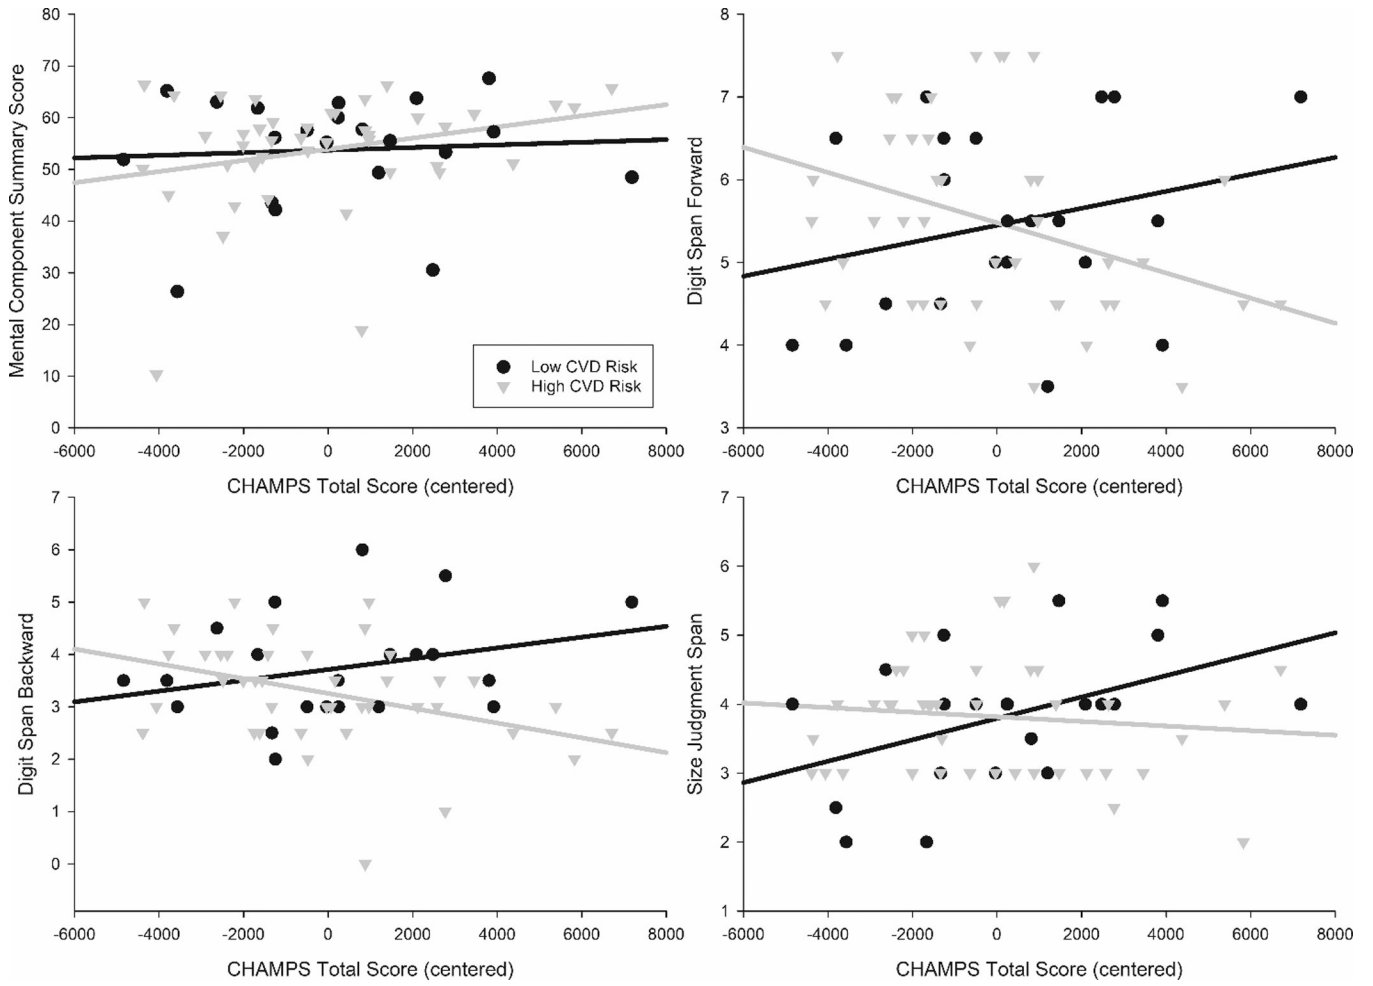 80
70
60
50
40
30
20
10
0
Mental Component Summary Score
Low CVD Risk
High CVD Risk
-6000 -4000 -2000 0 2000 4000 6000 8000
CHAMPS Total Score (centered)
8
7
6
5
4
3
Digit Span Forward
-6000 -4000 -2000 0 2000 4000 6000 8000
CHAMPS Total Score (centered)
7
6
5
4
3
2
1
0
Digit Span Backward
-6000 -4000 -2000 0 2000 4000 6000 8000
CHAMPS Total Score (centered)
7
6
5
4
3
2
1
Size Judgment Span
-6000 -4000 -2000 0 2000 4000 6000 8000
CHAMPS Total Score (centered)